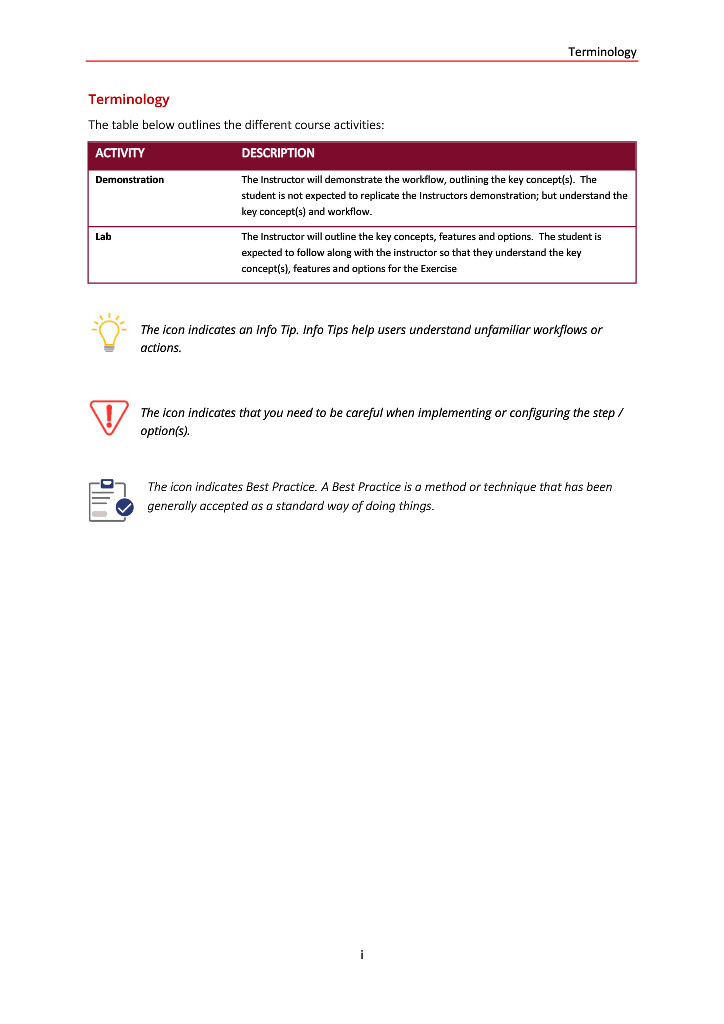 Terminology
Terminology
The table below outlines the different course activities:
ACTIVITY DESCRIPTION
Demonstration The Instructor will demonstrate the workflow, outlining the key concept(s).  The
student is not expected to replicate the Instructors demonstration; but understand the
key concept(s) and workflow.
Lab The Instructor will outline the key concepts, features and options.  The student is
expected to follow along with the instructor so that they understand the key
concept(s), features and options for the Exercise
The icon indicates an Info Tip. Info Tips help users understand unfamiliar workflows or
actions.
The icon indicates that you need to be careful when implementing or configuring the step /
option(s).
The icon indicates Best Practice. A Best Practice is a method or technique that has been
generally accepted as a standard way of doing things.
i